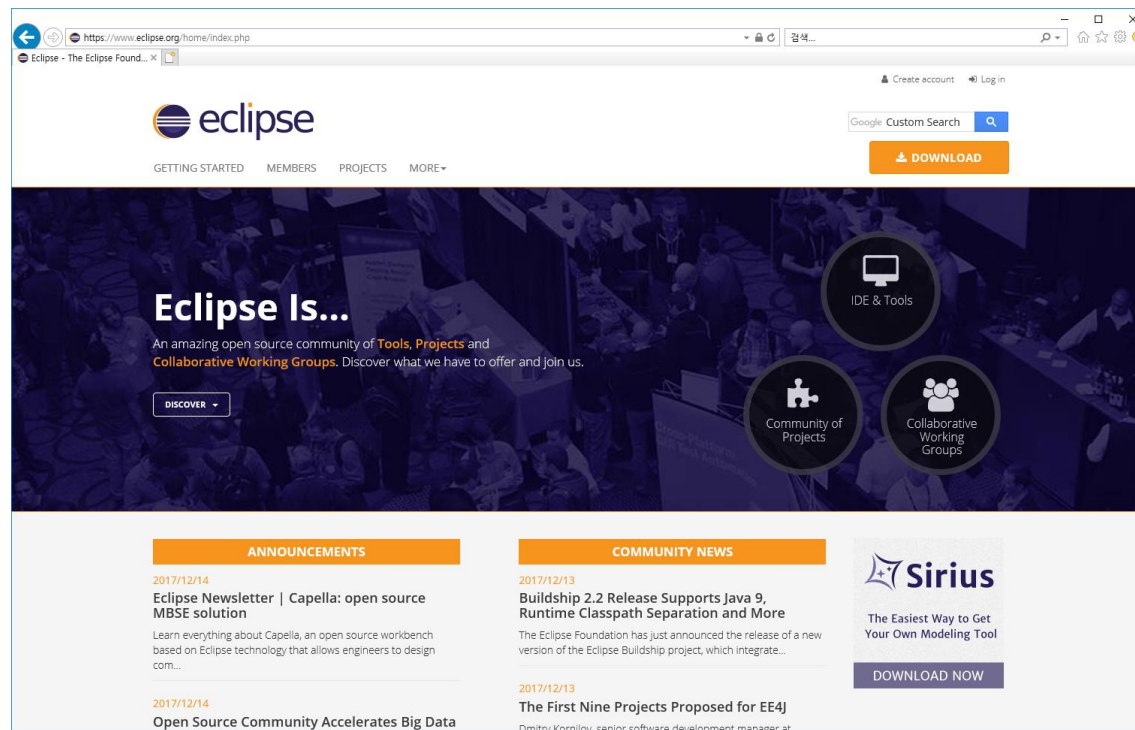 https://www.eclipse.org/home/index.php
검색...
Eclipse - The Eclipse Found...
Create account
Log in
eclipse
Google Custom Search
DOWNLOAD
GETTING STARTED
MEMBERS
PROJECTS
MORE
Eclipse Is...
An amazing open source community of Tools, Projects and
Collaborative Working Groups. Discover what we have to offer and join us.
DISCOVER
IDE & Tools
Community of
Projects
Collaborative
Working
Groups
ANNOUNCEMENTS
2017/12/14
Eclipse Newsletter | Capella: open source
MBSE solution
Learn everything about Capella, an open source workbench
based on Eclipse technology that allows engineers to design
com...
2017/12/14
Open Source Community Accelerates Big Data
COMMUNITY NEWS
2017/12/13
Buildship 2.2 Release Supports Java 9,
Runtime Classpath Separation and More
The Eclipse Foundation has just announced the release of a new
version of the Eclipse Buildship project, which integrate...
2017/12/13
The First Nine Projects Proposed for EE4J
Dmitry Kornilov, senior software development manager at
Sirius
The Easiest Way to Get
Your Own Modeling Tool
DOWNLOAD NOW